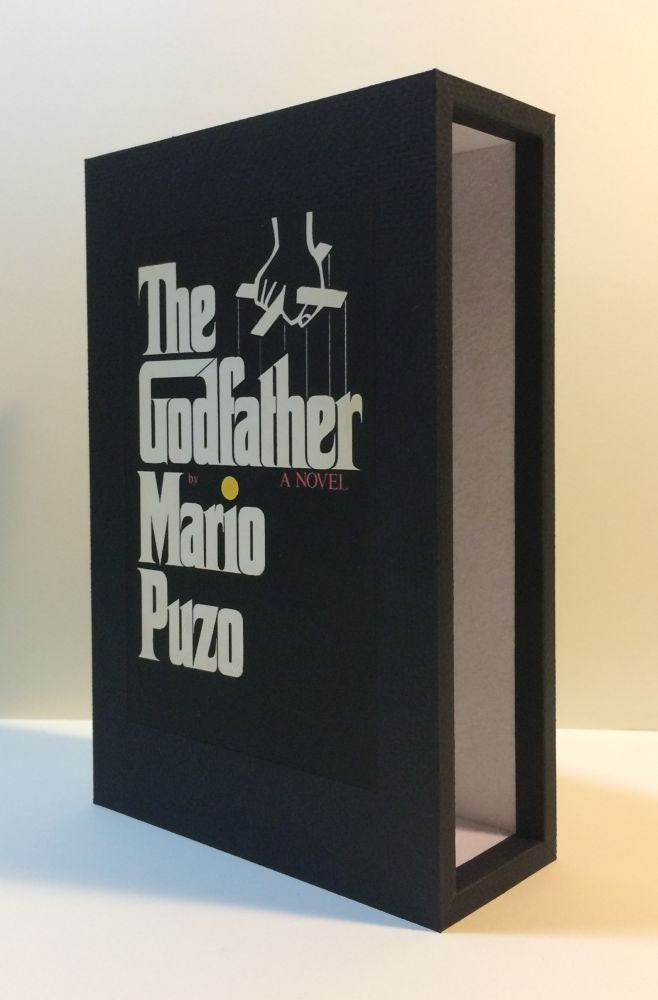 The
Godfather
by A NOVEL
Mario
Puzo